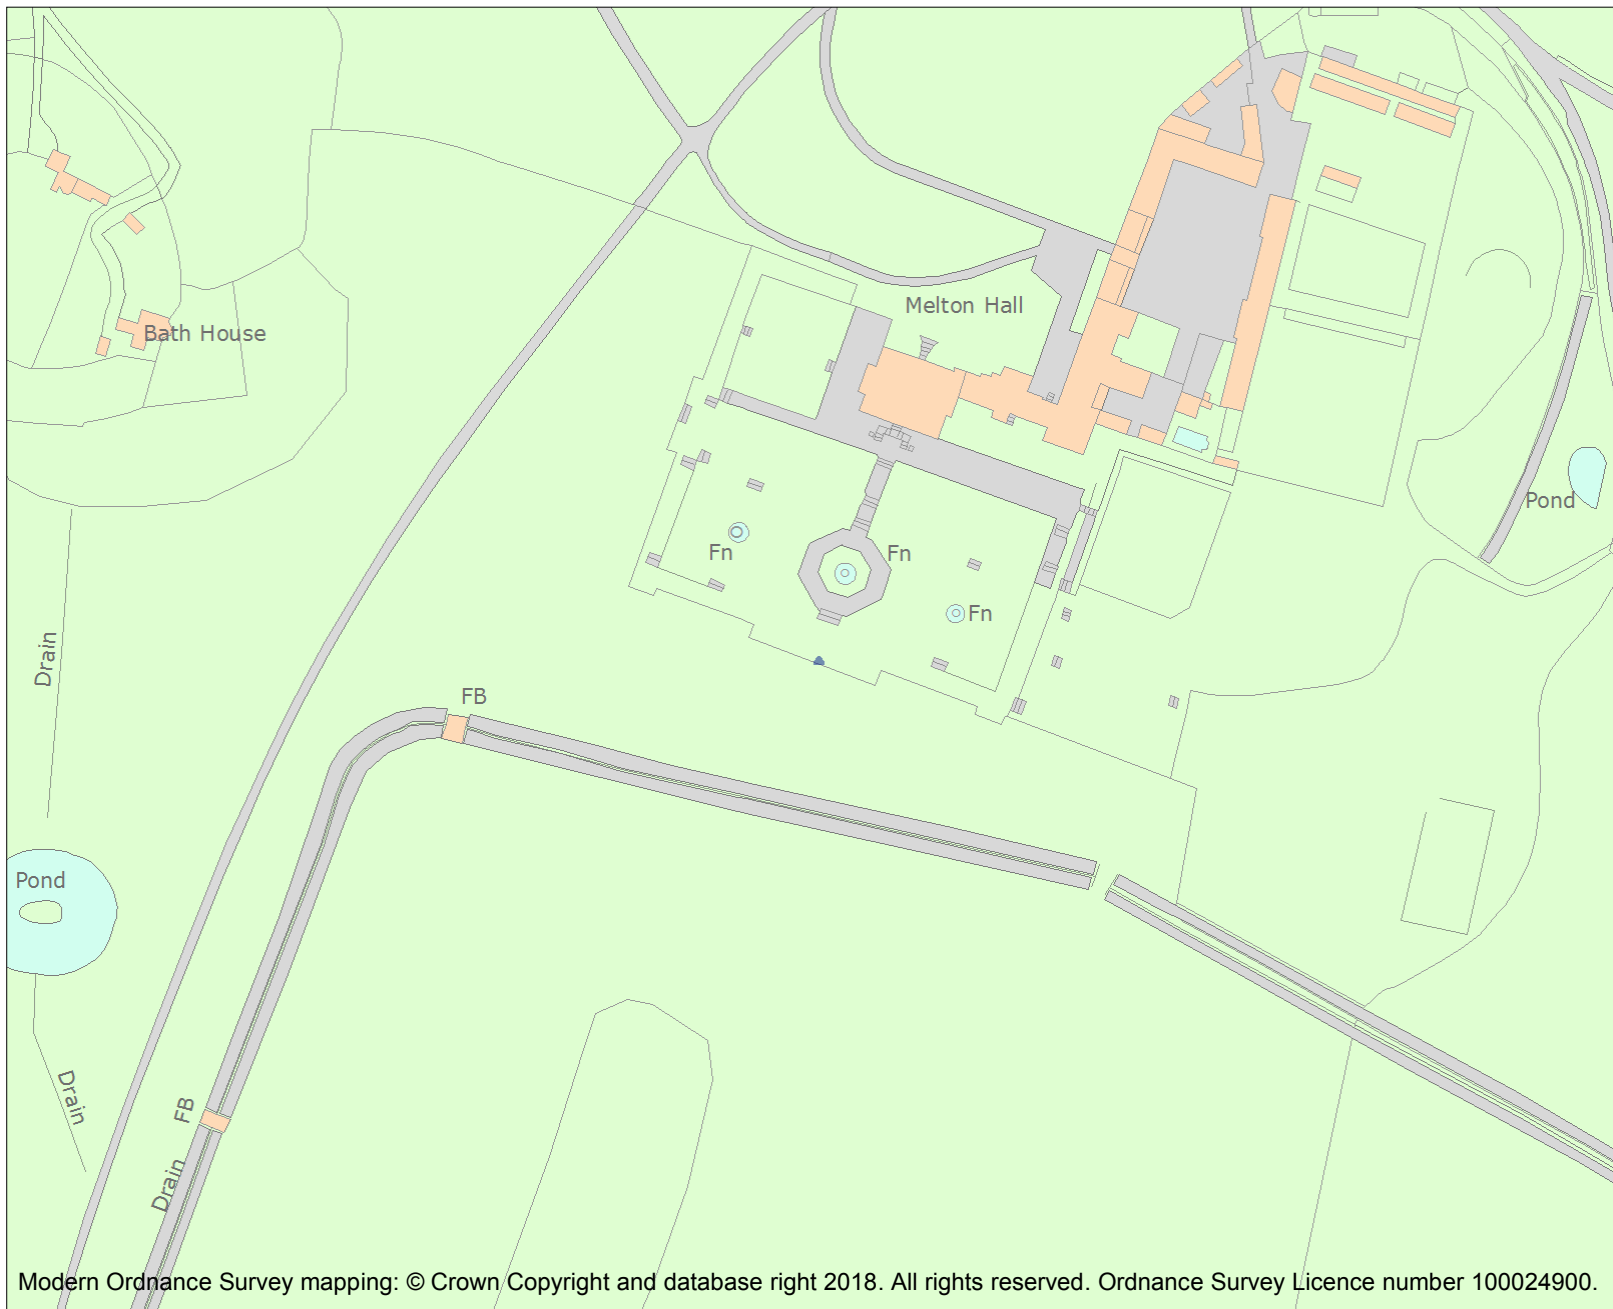 Melton Hall
Bath House
Pond
Fn
Fn
Fn
Drain
FB
Pond
Drain
FB
Drain
Modern Ordnance Survey mapping: © Crown Copyright and database right 2018. All rights reserved. Ordnance Survey Licence number 100024900.